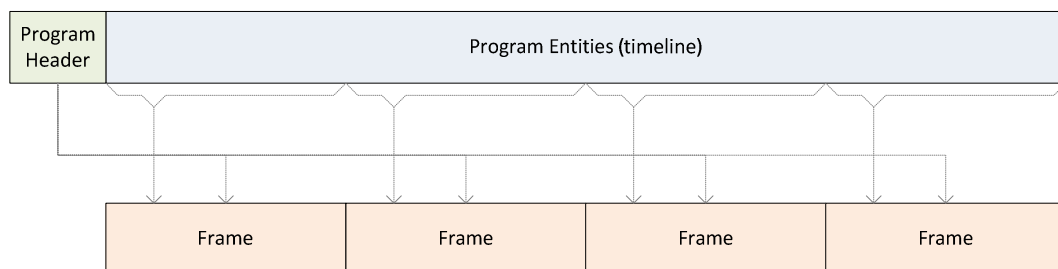 Program
Header
Program Entities (timeline)
Frame
Frame
Frame
Frame